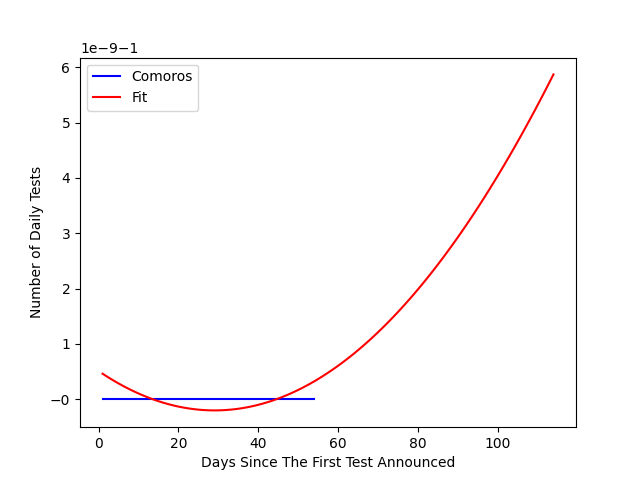 1e−9−1
Comoros
Fit
6
5
4
3
2
1
−0
Number of Daily Tests
0 20 40 60 80 100
Days Since The First Test Announced